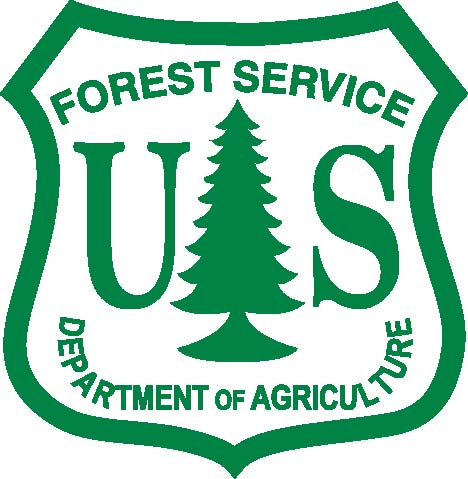 FOREST SERVICE
U S
DEPARTMENT OF AGRICULTURE